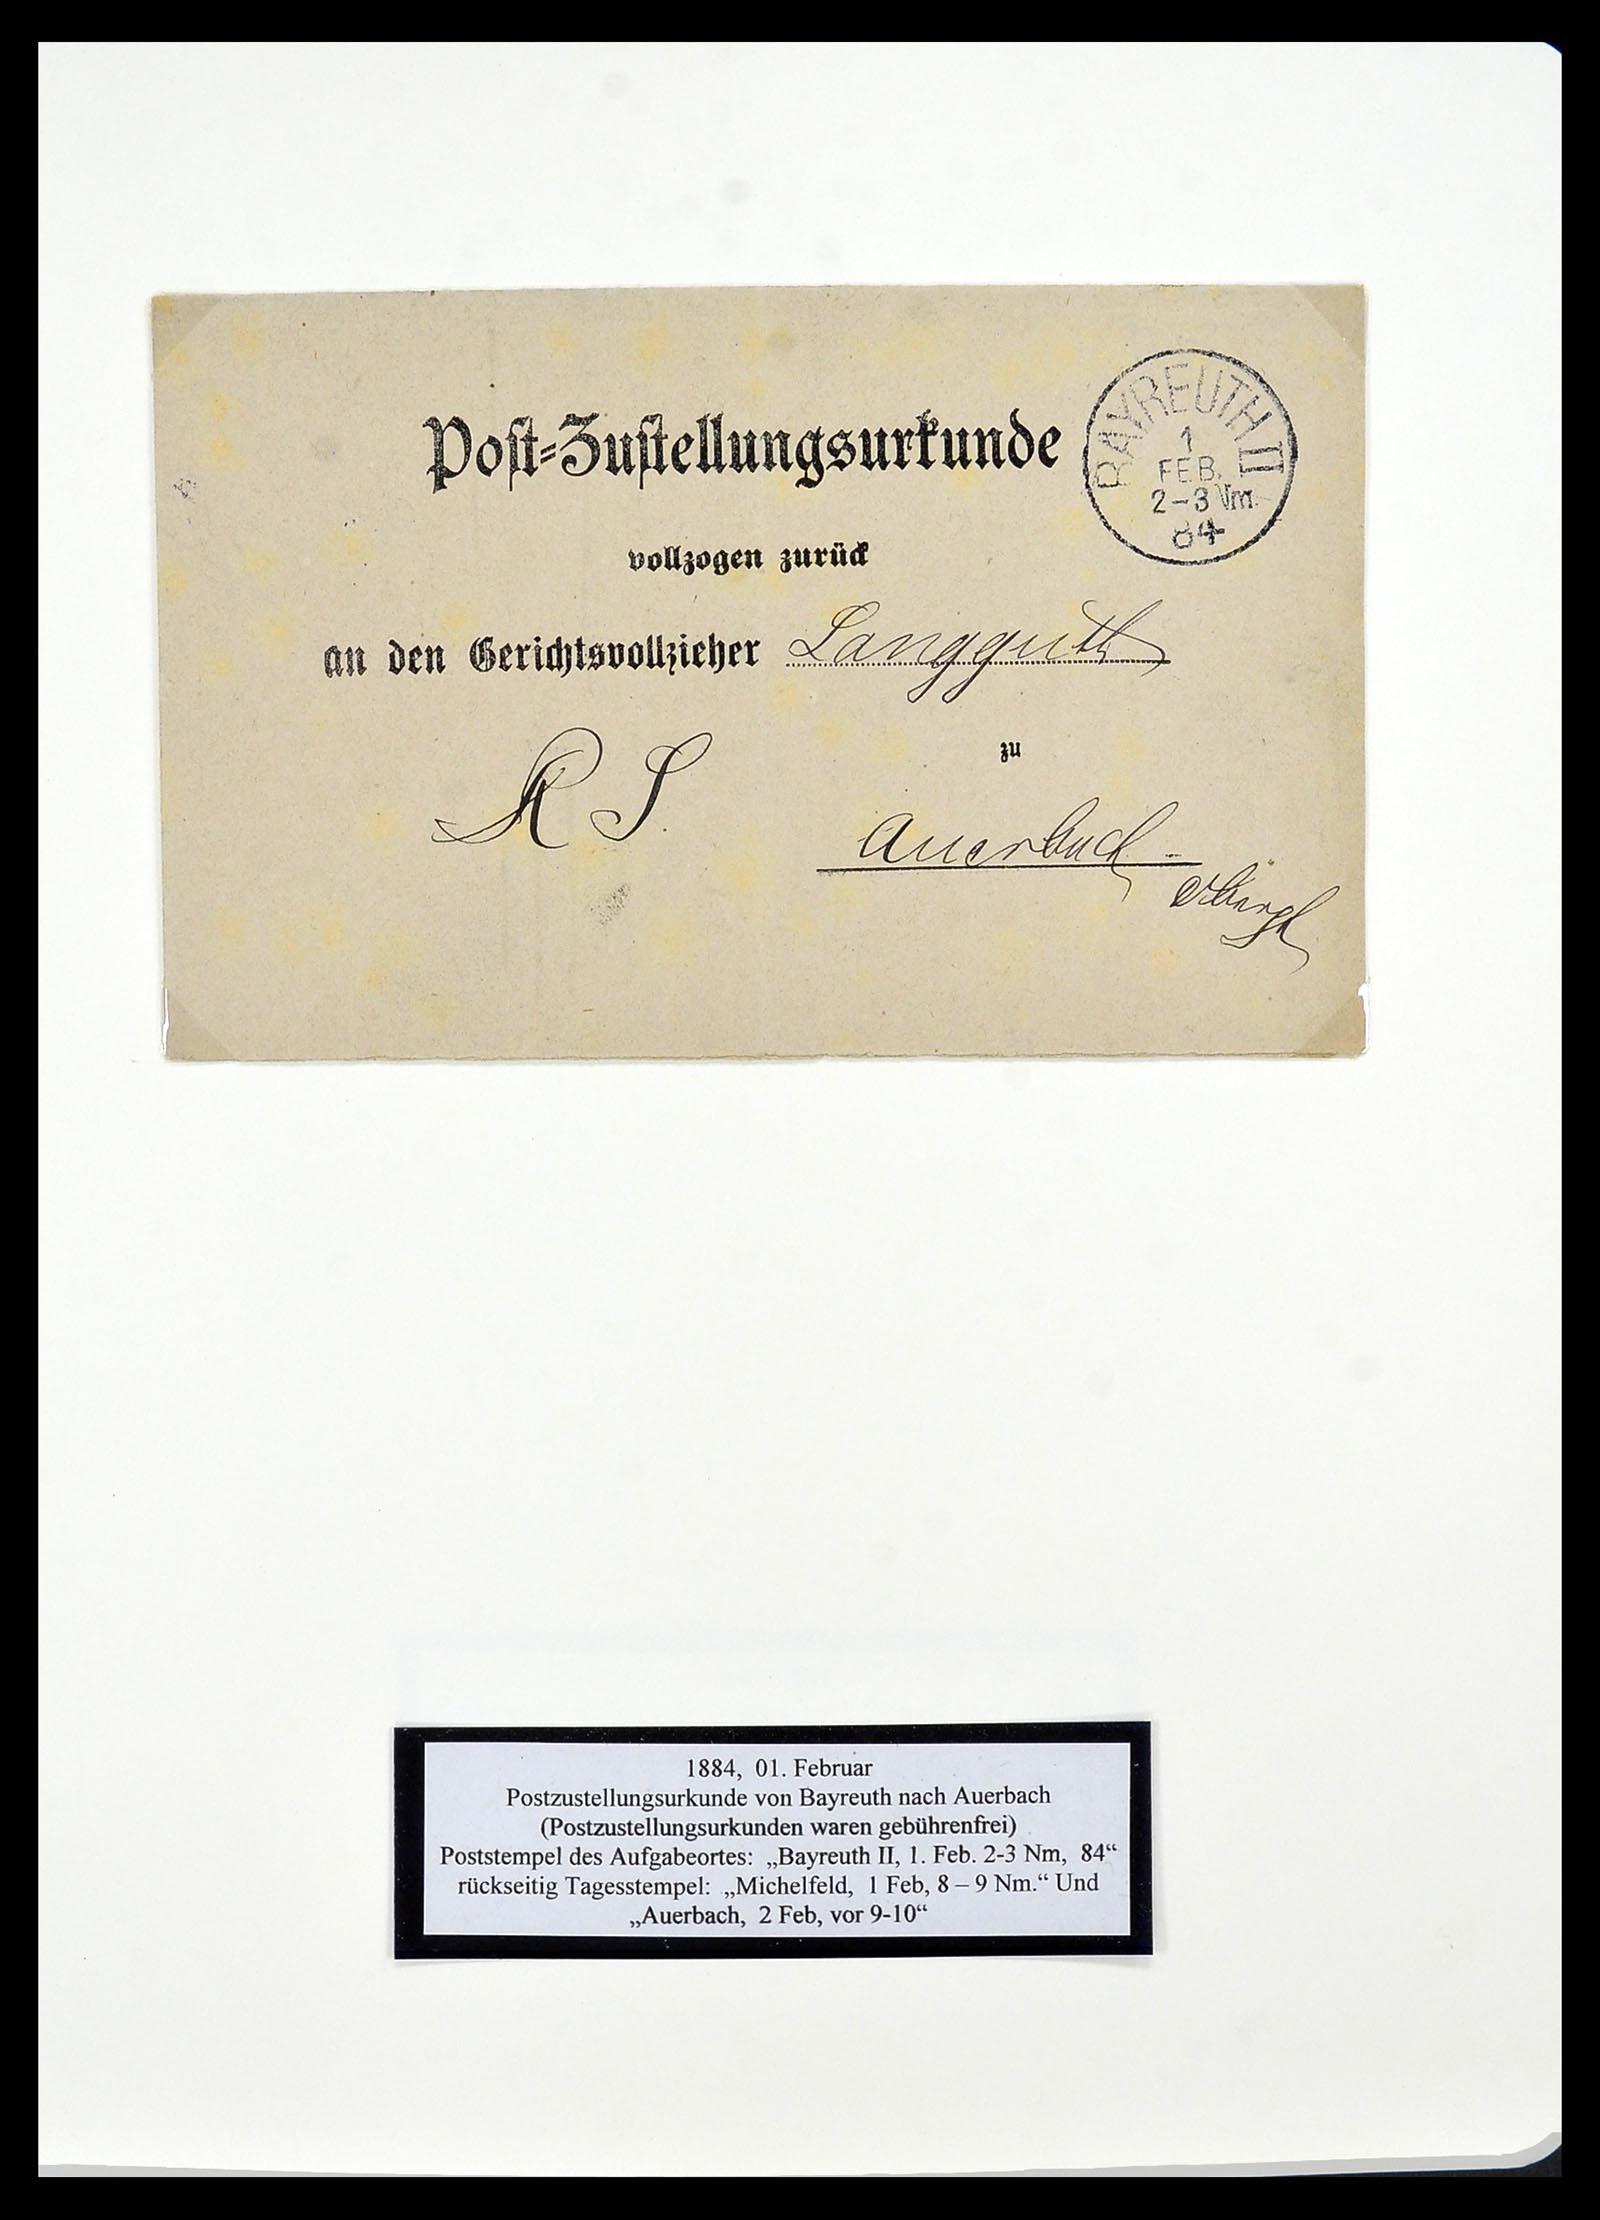 Post-Zustellungsurkunde
BAYREUTH II
1
FEB.
2-3 Nm.
84
vollzogen zurück
an den Gerichtsvollzieher Langguth
zu
R S.
Auerbach
1884, 01. Februar
Postzustellungsurkunde von Bayreuth nach Auerbach
(Postzustellungsurkunden waren gebührenfrei)
Poststempel des Aufgabeortes: „Bayreuth II, 1. Feb. 2-3 Nm, 84“
rückseitig Tagesstempel: „Michelfeld, 1 Feb, 8 – 9 Nm.“ Und
„Auerbach, 2 Feb, vor 9-10“